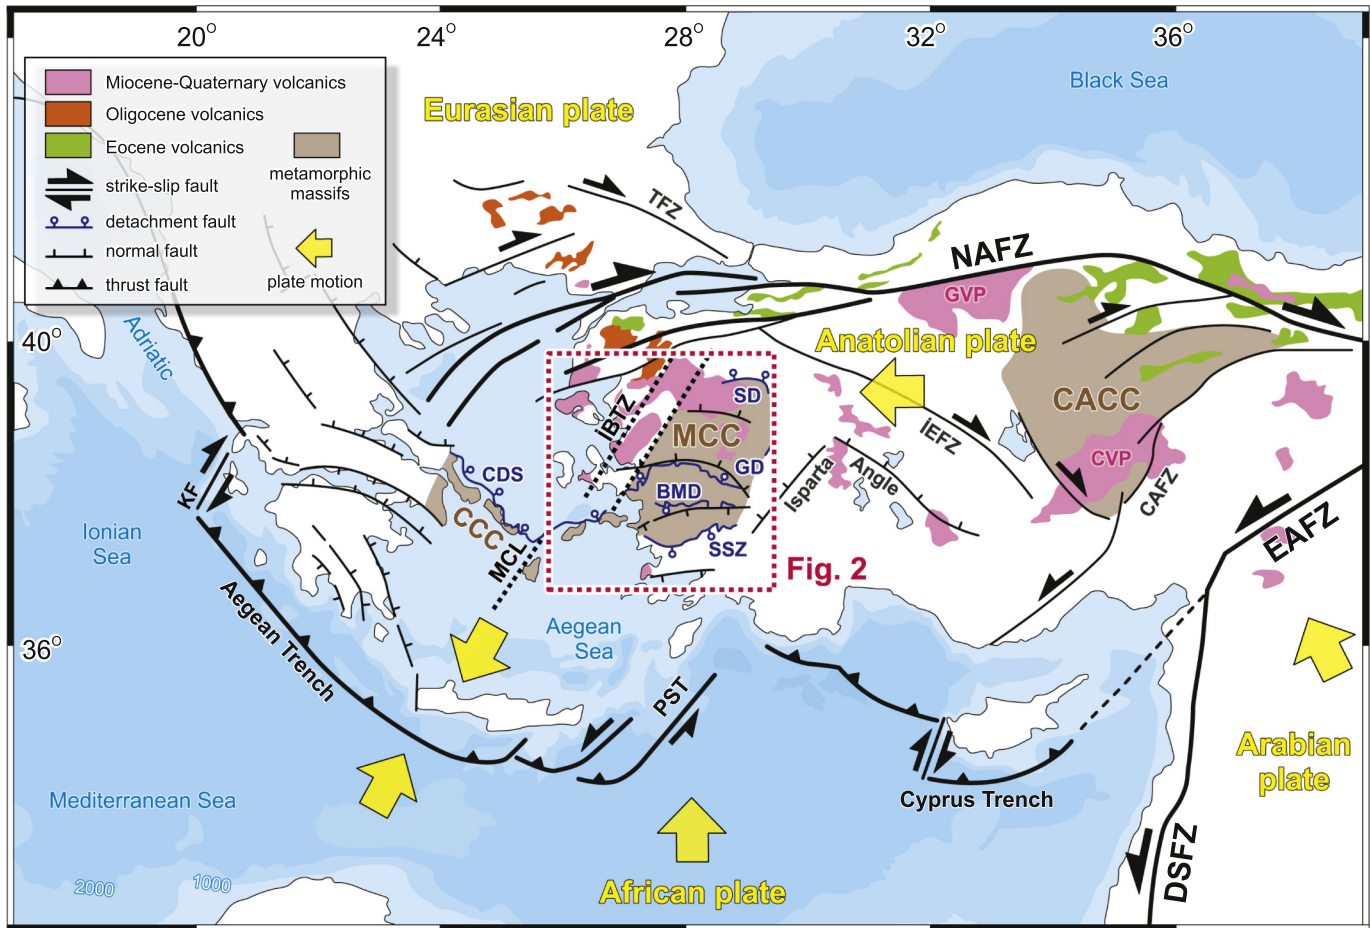 20°
24°
28°
32°
36°
Miocene-Quaternary volcanics
Oligocene volcanics
Eocene volcanics
metamorphic
massifs
strike-slip fault
detachment fault
normal fault
thrust fault
plate motion
Eurasian plate
Black Sea
TFZ
NAFZ
GVP
Anatolian plate
40°
Adriatic
İBTZ
SD
MCC
CACC
İEFZ
CVP
GD
BMD
SSZ
CDS
CCC
MCL
Isparta
Angle
CAFZ
EAFZ
KF
Ionian
Sea
Fig. 2
Aegean Trench
Aegean
Sea
36°
PST
Arabian
plate
Mediterranean Sea
Cyprus Trench
DSFZ
2000
1000
African plate